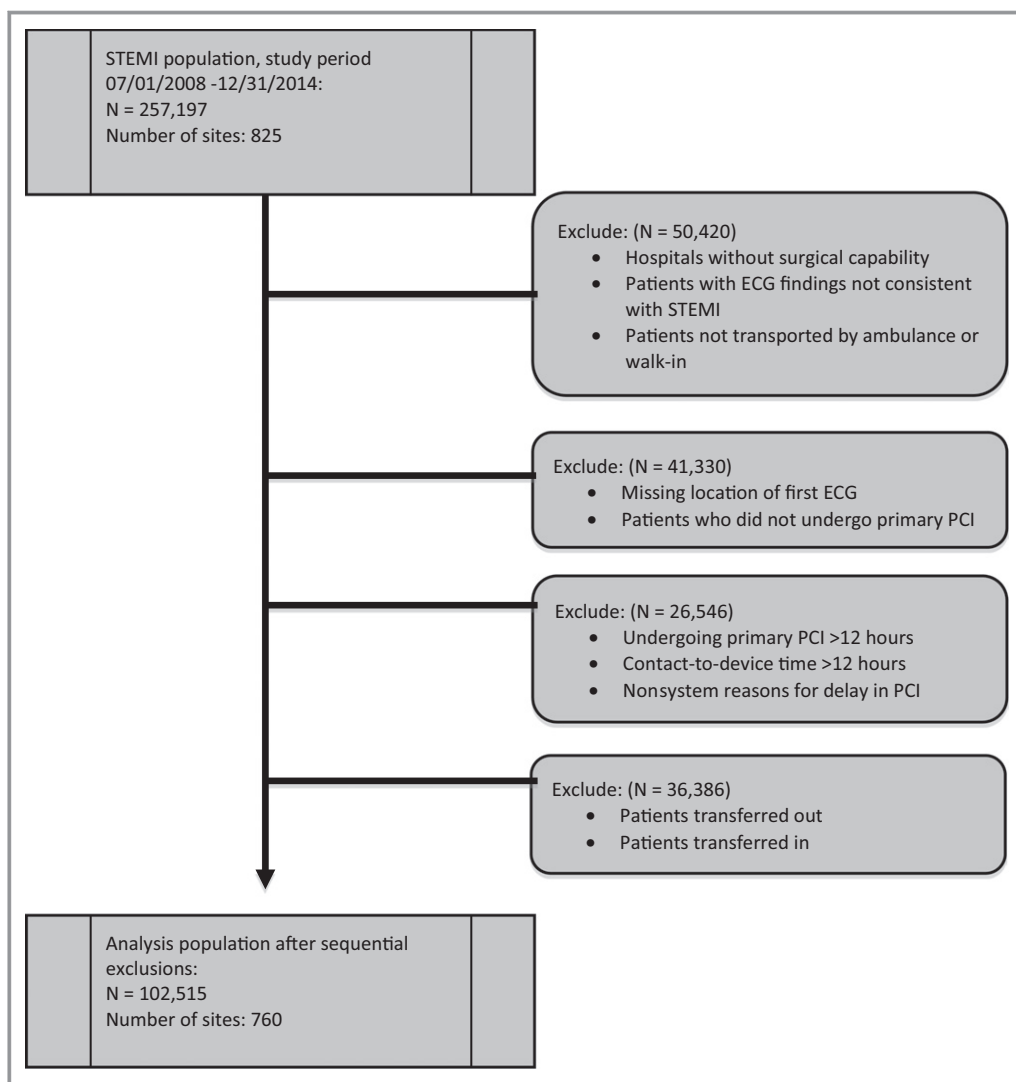 STEMI population, study period
07/01/2008 -12/31/2014:
N = 257,197
Number of sites: 825
Exclude: (N = 50,420)
• Hospitals without surgical capability
• Patients with ECG findings not consistent
with STEMI
• Patients not transported by ambulance or
walk-in
Exclude: (N = 41,330)
• Missing location of first ECG
• Patients who did not undergo primary PCI
Exclude: (N = 26,546)
• Undergoing primary PCI >12 hours
• Contact-to-device time >12 hours
• Nonsystem reasons for delay in PCI
Exclude: (N = 36,386)
• Patients transferred out
• Patients transferred in
Analysis population after sequential
exclusions:
N = 102,515
Number of sites: 760